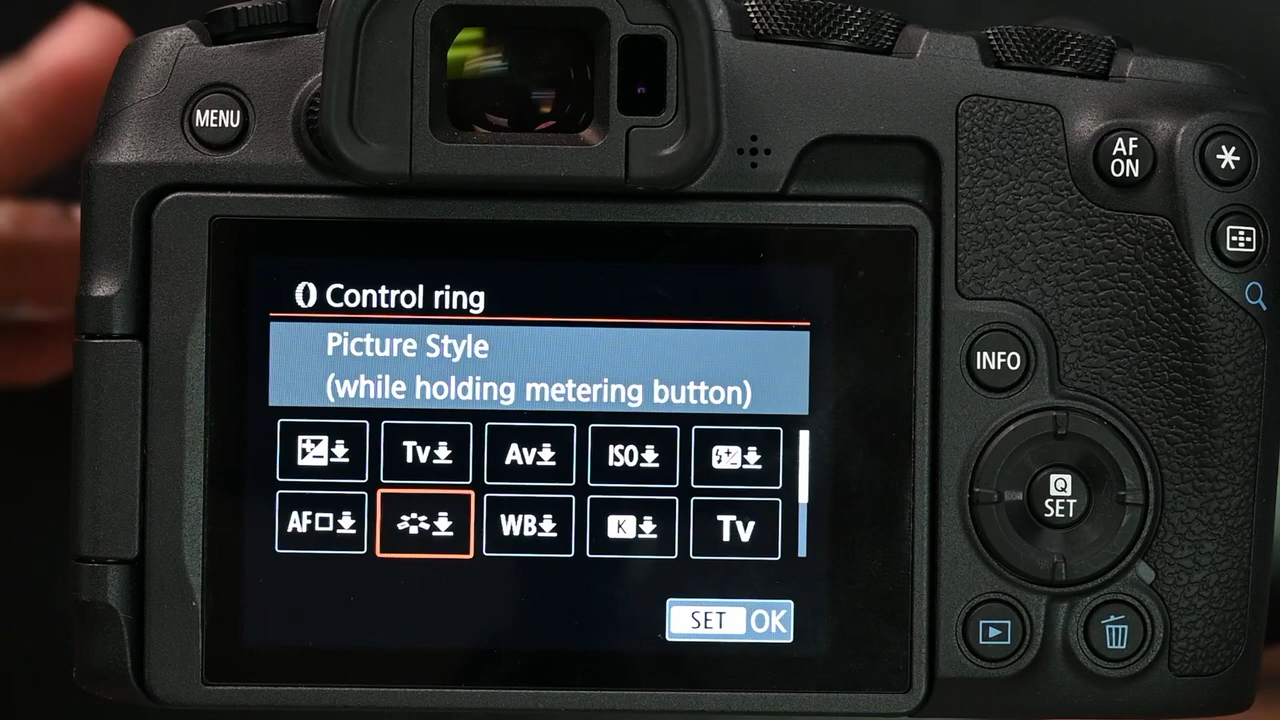 MENU
AF
ON
Control ring
Picture Style
(while holding metering button)
Tv
Av
ISO
AF
WB
K
Tv
SET OK
INFO
Q
SET